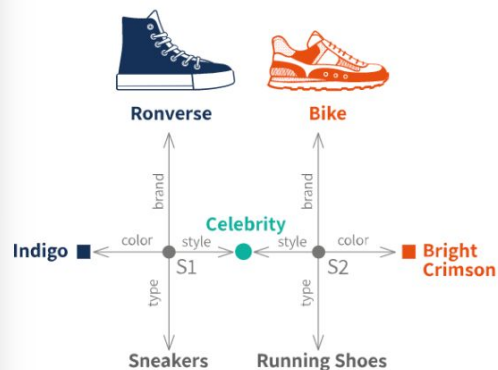 Ronverse
Bike
brand
brand
Celebrity
Indigo
color
style
style
color
Bright
Crimson
S1
S2
type
type
Sneakers
Running Shoes